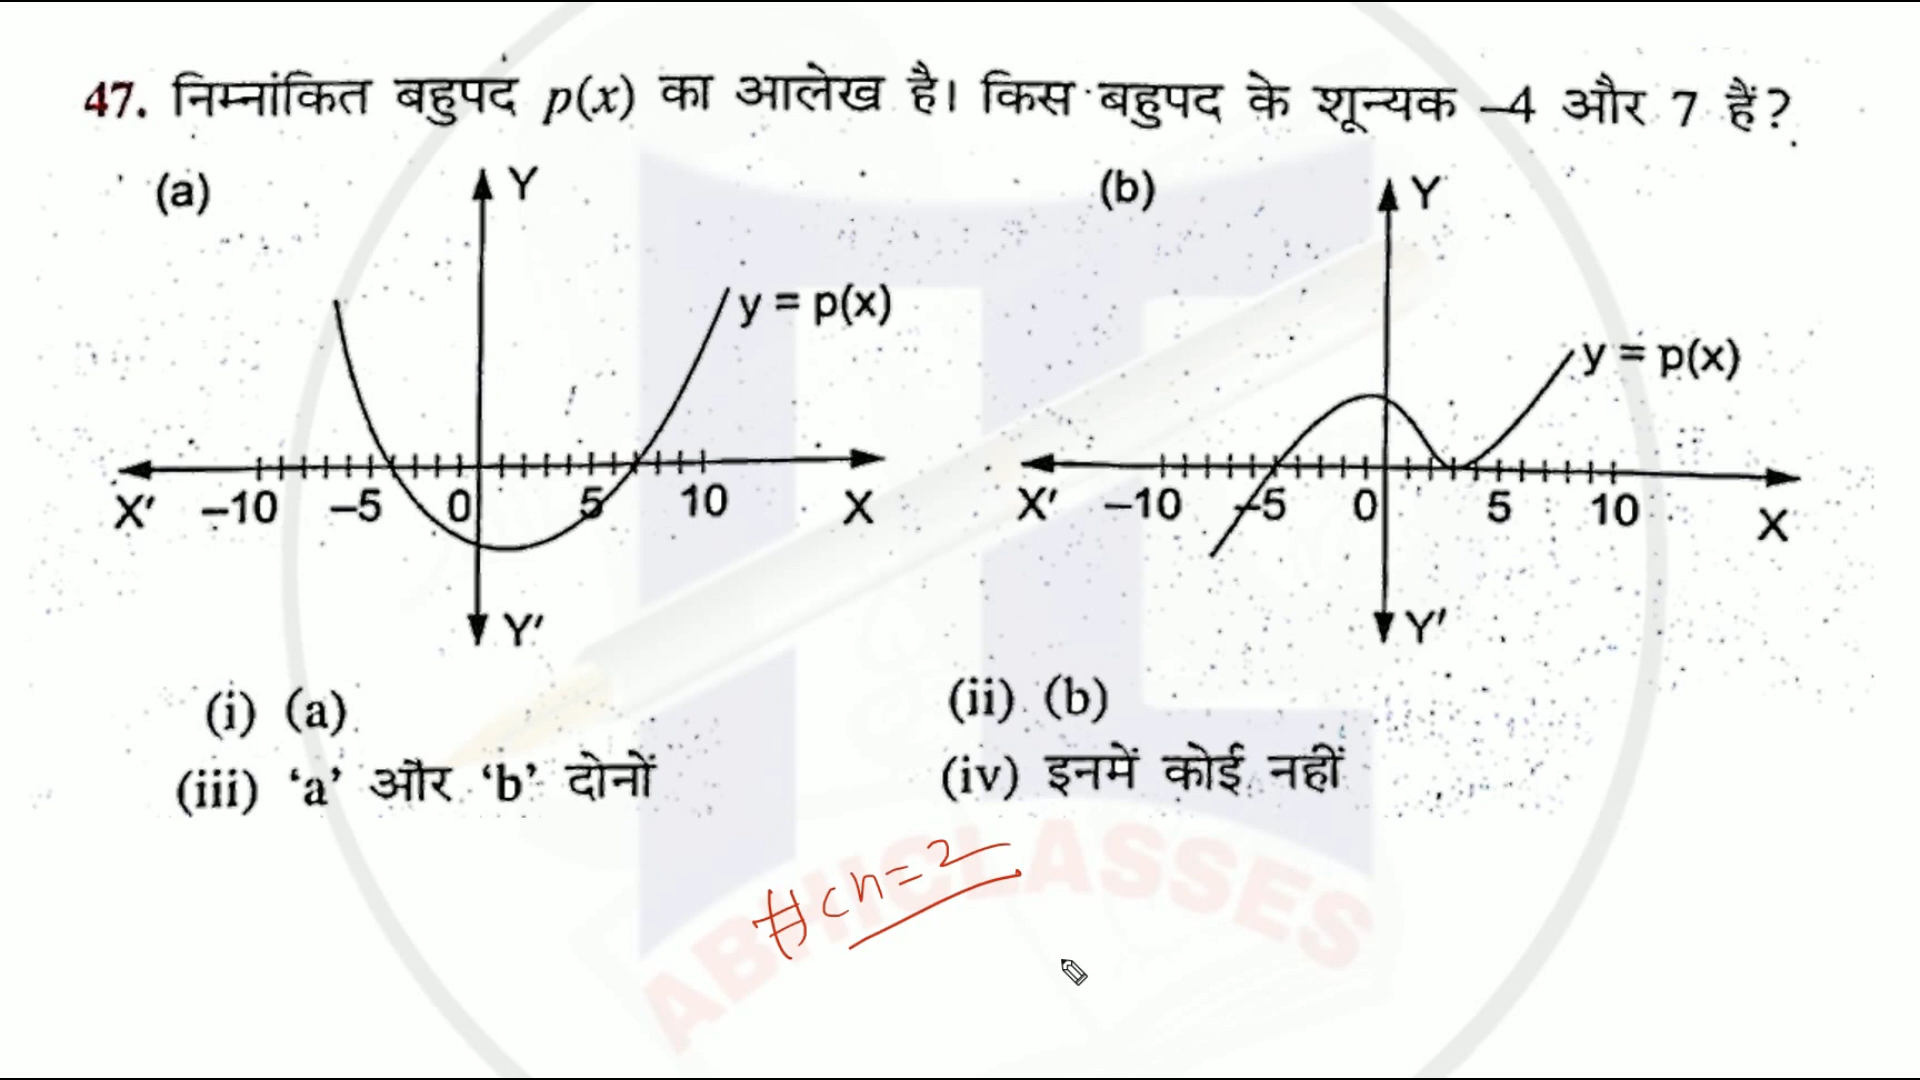 47. निम्नांकित बहुपद p(x) का आलेख है। किस बहुपद के शून्यक –4 और 7 हैं?
(a)
Y
y = p(x)
X' –10 –5 0 5 10 X
Y'
(b)
Y
y = p(x)
X' –10 –5 0 5 10 X
Y'
(i) (a)
(ii) (b)
(iii) 'a' और 'b' दोनों
(iv) इनमें कोई नहीं
#ch=2
ABHICLASSES